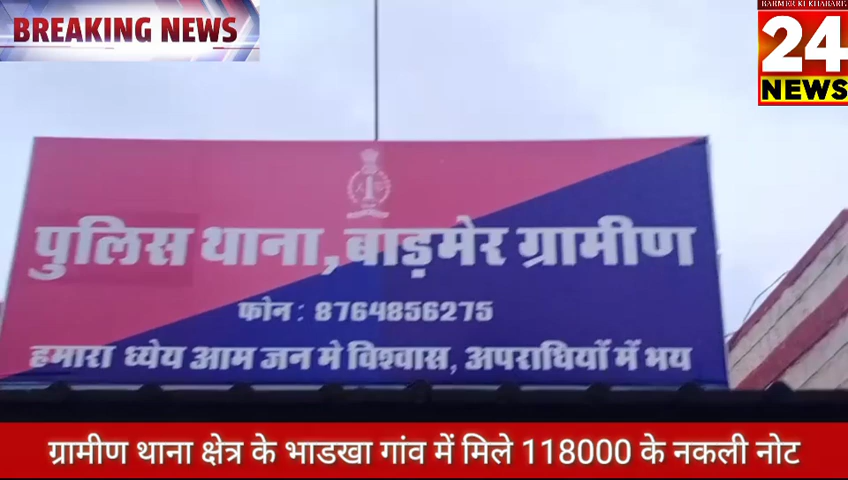 BREAKING NEWS
BARMER KI KHABARE
24
NEWS
पुलिस थाना, बाड़मेर ग्रामीण
फोन : 8764856275
हमारा ध्येय आम जन मे विश्वास, अपराधियों में भय
ग्रामीण थाना क्षेत्र के भाडखा गांव में मिले 118000 के नकली नोट